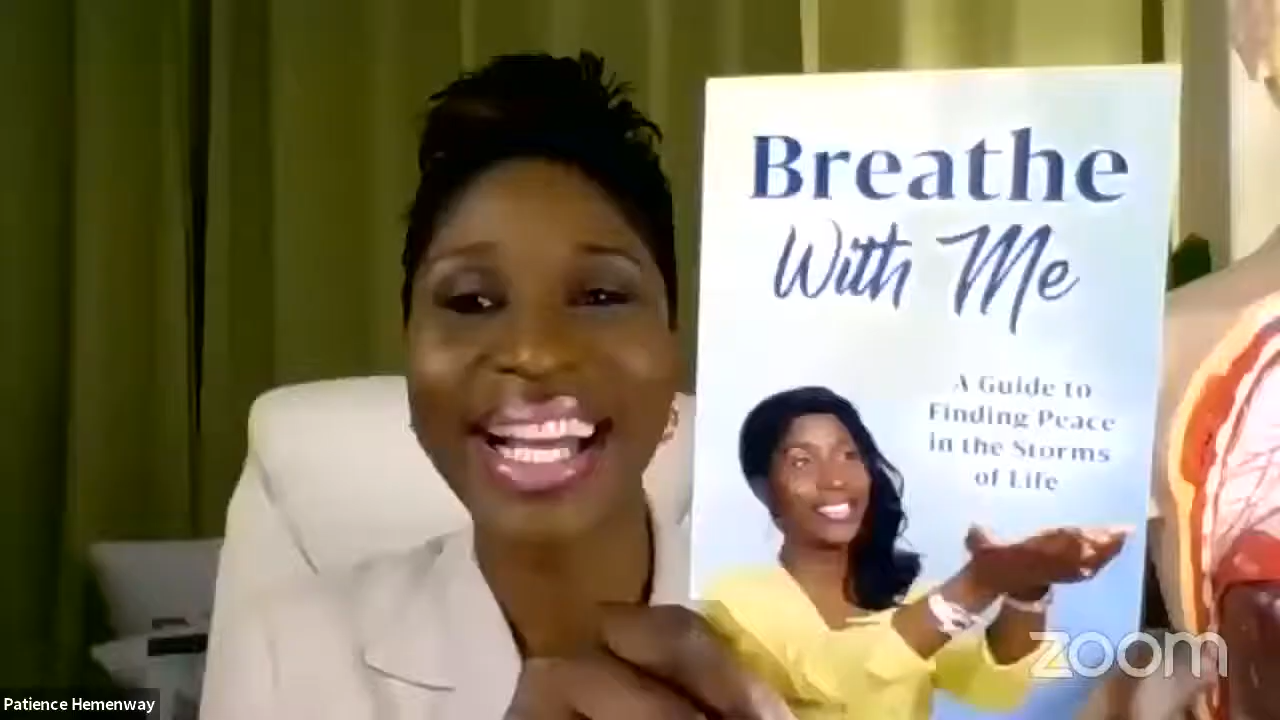 Breathe
With Me
A Guide to
Finding Peace
in the Storms
of Life
zoom
Patience Hemenway